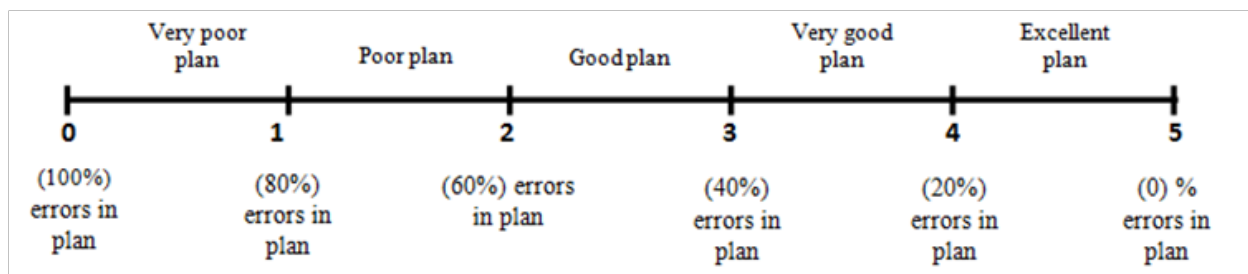 Very poor
plan
Poor plan
Good plan
Very good
plan
Excellent
plan
0
1
2
3
4
5
(100%)
errors in
plan
(80%)
errors in
plan
(60%) errors
in plan
(40%)
errors in
plan
(20%)
errors in
plan
(0) %
errors in
plan